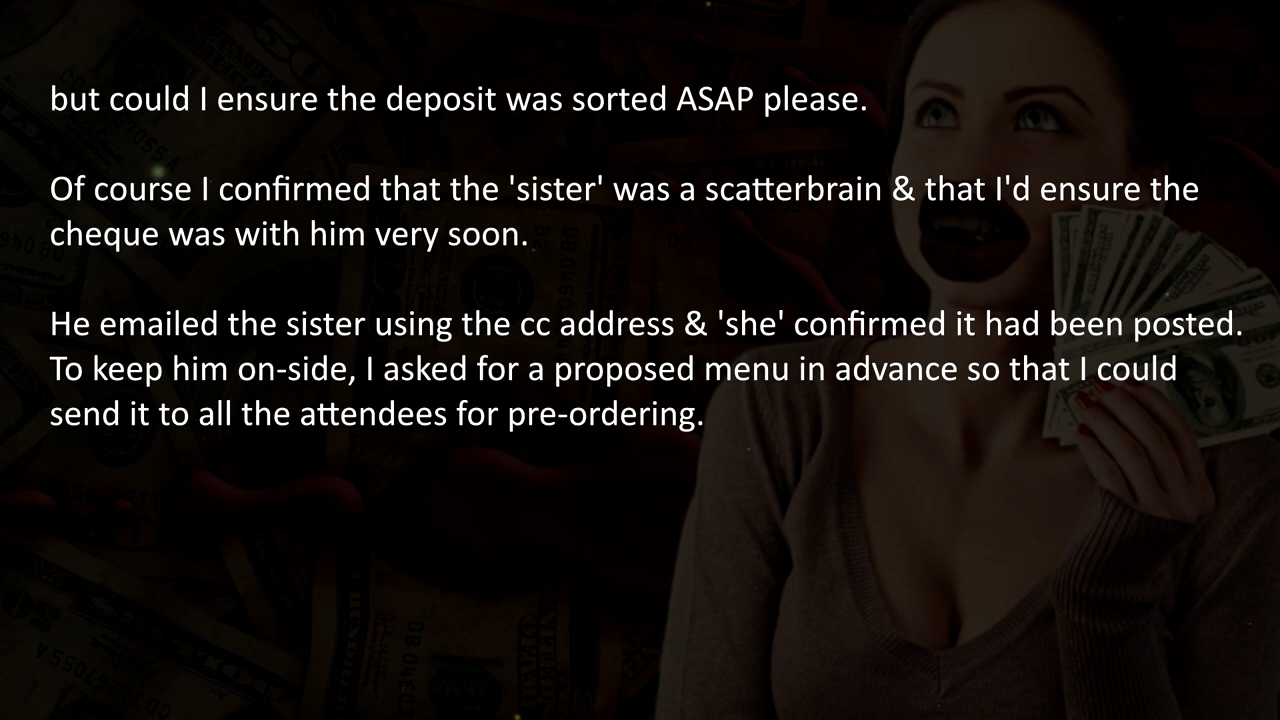 but could I ensure the deposit was sorted ASAP please.
Of course I confirmed that the 'sister' was a scatterbrain & that I'd ensure the
cheque was with him very soon.
He emailed the sister using the cc address & 'she' confirmed it had been posted.
To keep him on-side, I asked for a proposed menu in advance so that I could
send it to all the attendees for pre-ordering.